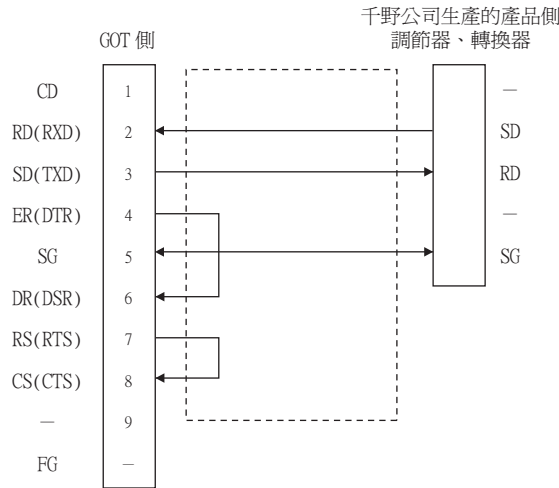 千野公司生產的產品側
調節器、轉換器
GOT 側
CD 1 —
RD(RXD) 2 SD
SD(TXD) 3 RD
ER(DTR) 4 —
SG 5 SG
DR(DSR) 6
RS(RTS) 7
CS(CTS) 8
— 9
FG —